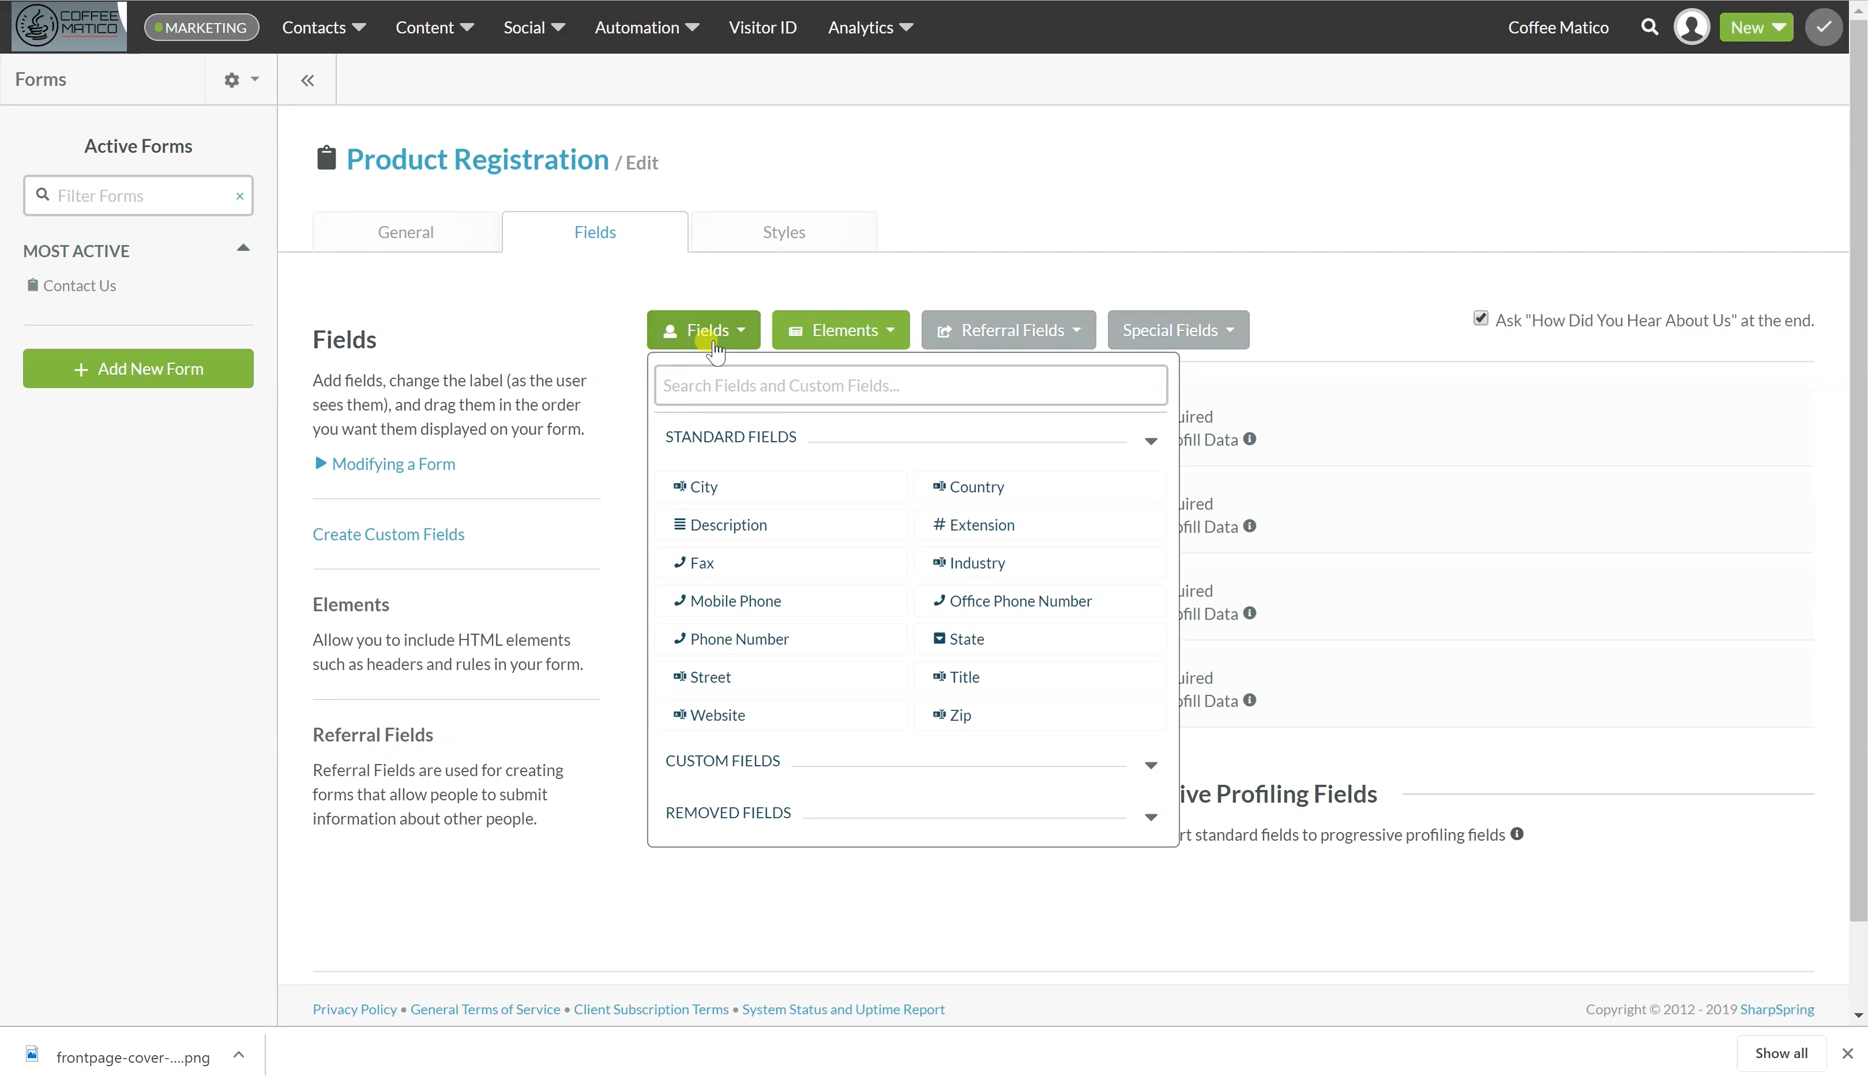 COFFEE
MATICO
MARKETING
Contacts
Content
Social
Automation
Visitor ID
Analytics
Coffee Matico
New
Forms
Active Forms
Filter Forms
MOST ACTIVE
Contact Us
Add New Form
Product Registration / Edit
General
Fields
Styles
Fields
Add fields, change the label (as the user
sees them), and drag them in the order
you want them displayed on your form.
Modifying a Form
Create Custom Fields
Elements
Allow you to include HTML elements
such as headers and rules in your form.
Referral Fields
Referral Fields are used for creating
forms that allow people to submit
information about other people.
Fields
Elements
Referral Fields
Special Fields
Ask "How Did You Hear About Us" at the end.
Search Fields and Custom Fields...
STANDARD FIELDS
City
Country
Description
Extension
Fax
Industry
Mobile Phone
Office Phone Number
Phone Number
State
Street
Title
Website
Zip
CUSTOM FIELDS
REMOVED FIELDS
uired
fill Data
uired
fill Data
uired
fill Data
uired
fill Data
ive Profiling Fields
rt standard fields to progressive profiling fields
Privacy Policy • General Terms of Service • Client Subscription Terms • System Status and Uptime Report
Copyright © 2012 - 2019 SharpSpring
frontpage-cover-....png
Show all